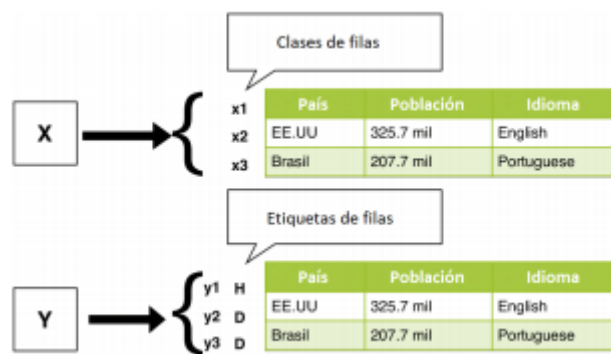 Clases de filas
X
x1 País Población Idioma
x2 EE.UU 325.7 mil English
x3 Brasil 207.7 mil Portuguese
Etiquetas de filas
Y
y1 H País Población Idioma
y2 D EE.UU 325.7 mil English
y3 D Brasil 207.7 mil Portuguese